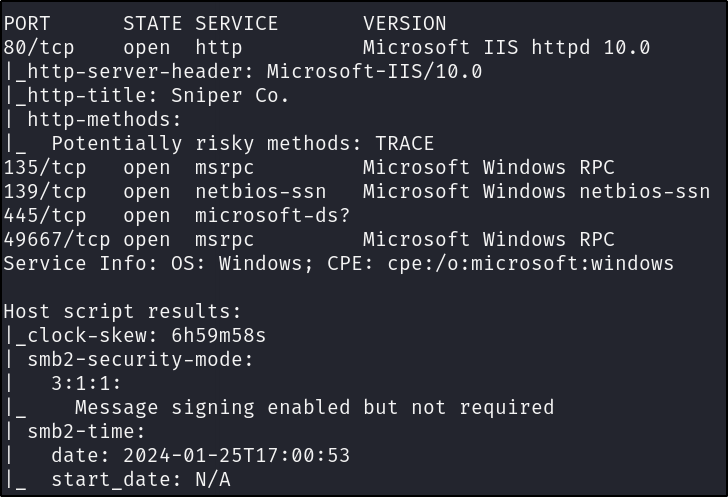 PORT      STATE SERVICE       VERSION
80/tcp    open  http          Microsoft IIS httpd 10.0
|_http-server-header: Microsoft-IIS/10.0
|_http-title: Sniper Co.
| http-methods:
|_  Potentially risky methods: TRACE
135/tcp   open  msrpc         Microsoft Windows RPC
139/tcp   open  netbios-ssn   Microsoft Windows netbios-ssn
445/tcp   open  microsoft-ds?
49667/tcp open  msrpc         Microsoft Windows RPC
Service Info: OS: Windows; CPE: cpe:/o:microsoft:windows

Host script results:
|_clock-skew: 6h59m58s
| smb2-security-mode:
|   3:1:1:
|_    Message signing enabled but not required
| smb2-time:
|   date: 2024-01-25T17:00:53
|_  start_date: N/A